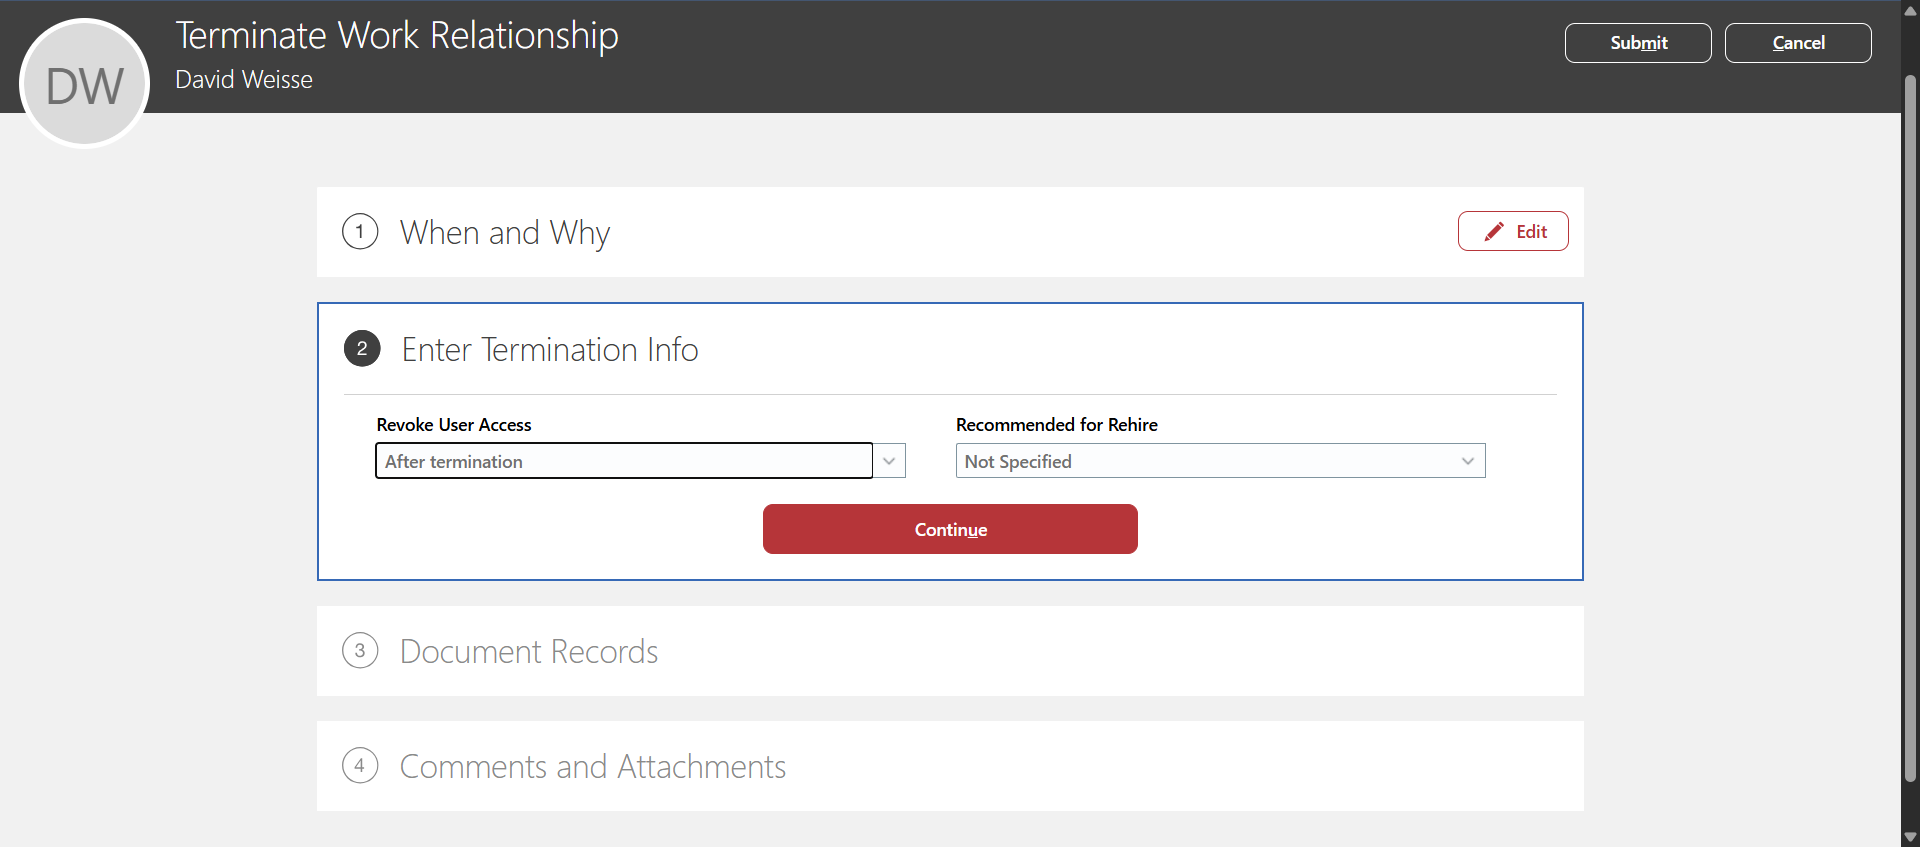 DW
Terminate Work Relationship
David Weisse
Submit
Cancel
1
When and Why
Edit
2
Enter Termination Info
Revoke User Access
Recommended for Rehire
After termination
Not Specified
Continue
3
Document Records
4
Comments and Attachments